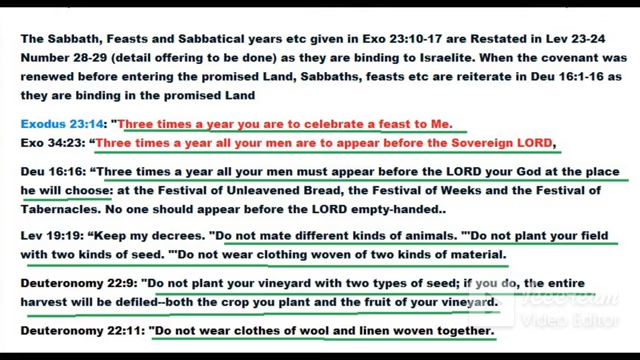 The Sabbath, Feasts and Sabbatical years etc given in Exo 23:10-17 are Restated in Lev 23-24
Number 28-29 (detail offering to be done) as they are binding to Israelite. When the covenant was
renewed before entering the promised Land, Sabbaths, feasts etc are reiterate in Deu 16:1-16 as
they are binding in the promised Land
Exodus 23:14: "Three times a year you are to celebrate a feast to Me.
Exo 34:23: “Three times a year all your men are to appear before the Sovereign LORD,
Deu 16:16: “Three times a year all your men must appear before the LORD your God at the place
he will choose: at the Festival of Unleavened Bread, the Festival of Weeks and the Festival of
Tabernacles. No one should appear before the LORD empty-handed..
Lev 19:19: “Keep my decrees. "Do not mate different kinds of animals. "'Do not plant your field
with two kinds of seed. "'Do not wear clothing woven of two kinds of material.
Deuteronomy 22:9: "Do not plant your vineyard with two types of seed; if you do, the entire
harvest will be defiled--both the crop you plant and the fruit of your vineyard.
Deuteronomy 22:11: "Do not wear clothes of wool and linen woven together.
Video Editor